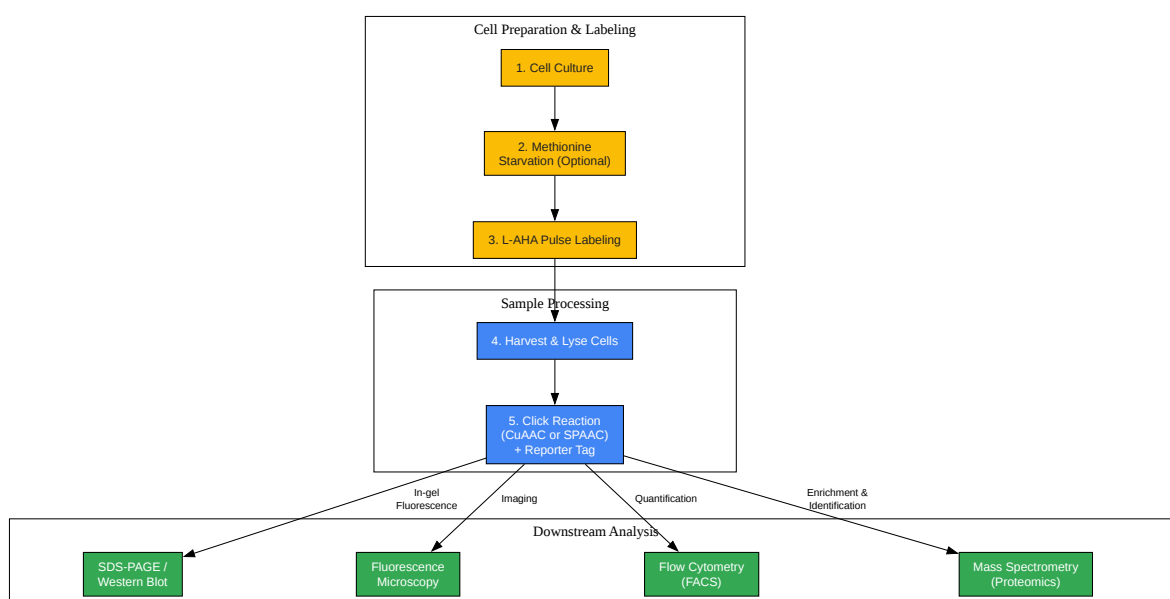 Cell Preparation & Labeling
1. Cell Culture
2. Methionine
Starvation (Optional)
3. L-AHA Pulse Labeling
Sample Processing
4. Harvest & Lyse Cells
5. Click Reaction
(CuAAC or SPAAC)
+ Reporter Tag
In-gel
Fluorescence
Imaging
Quantification
Enrichment &
Identification
Downstream Analysis
SDS-PAGE /
Western Blot
Fluorescence
Microscopy
Flow Cytometry
(FACS)
Mass Spectrometry
(Proteomics)